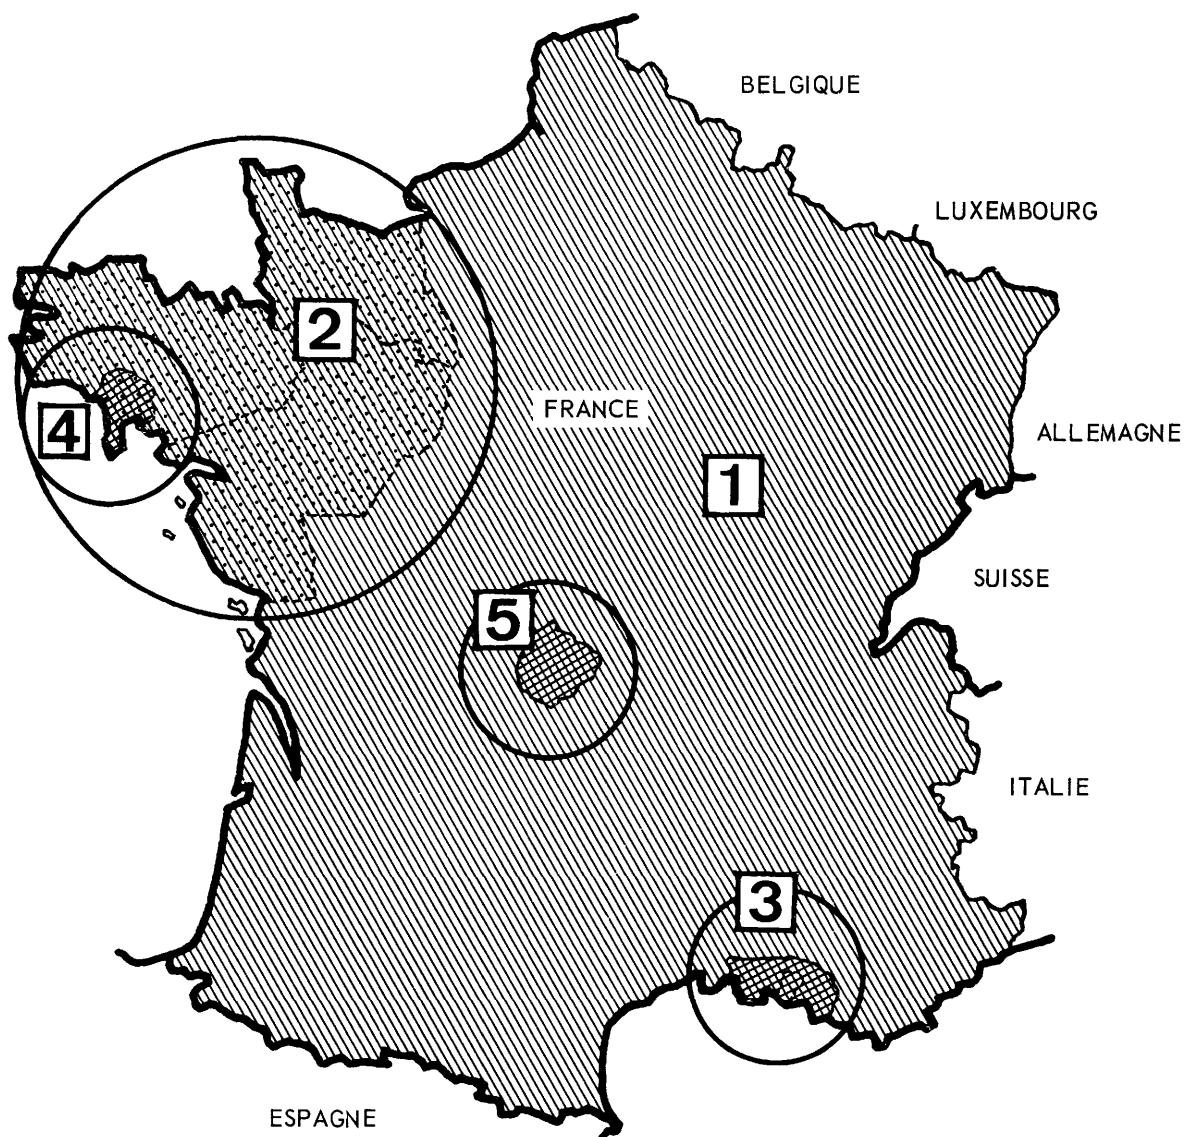 BELGIQUE
LUXEMBOURG
2
FRANCE
4
ALLEMAGNE
1
SUISSE
5
ITALIE
3
ESPAGNE